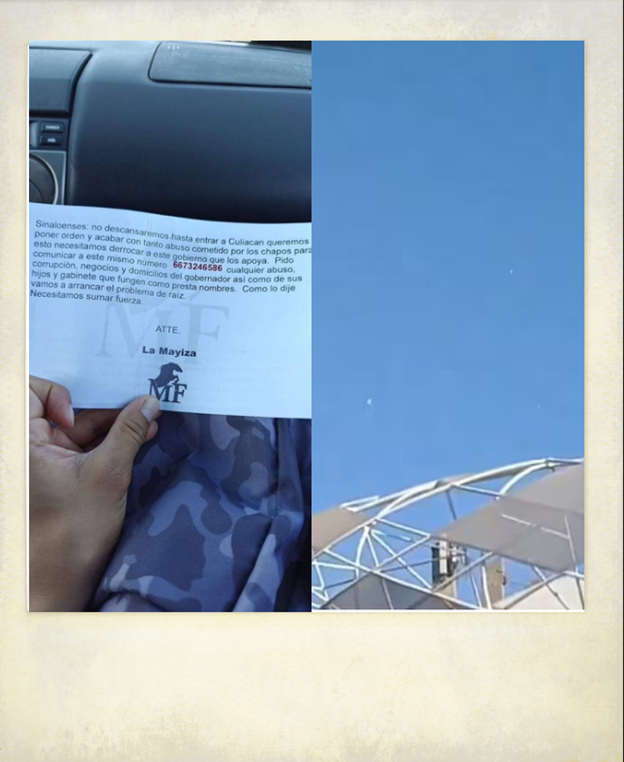 Sinaloenses: no descansaremos hasta entrar a Culiacan queremos
poner orden y acabar con tanto abuso cometido por los chapos para
esto necesitamos derrocar a este gobierno que los apoya. Pido
comunicar a este mismo número 6673246586 cualquier abuso,
corrupción, negocios y domicilios del gobernador así como de sus
hijos y gabinete que fungen como presta nombres. Como lo dije
vamos a arrancar el problema de raíz.
Necesitamos sumar fuerza.
ATTE.
La Mayiza
MF